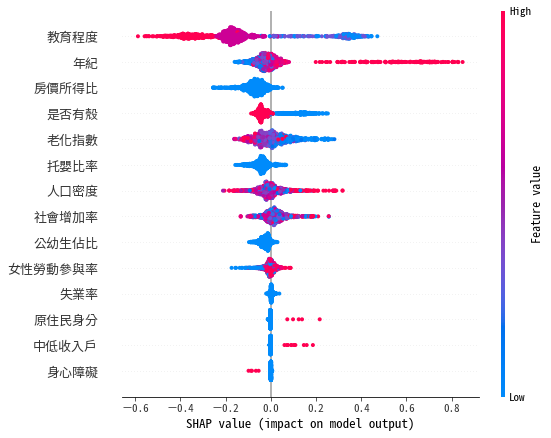 High
教育程度
年紀
房價所得比
是否有殼
老化指數
托嬰比率
人口密度
社會增加率
公幼生佔比
女性勞動參與率
失業率
原住民身分
中低收入戶
身心障礙
Feature value
Low
−0.6 −0.4 −0.2 0.0 0.2 0.4 0.6 0.8
SHAP value (impact on model output)